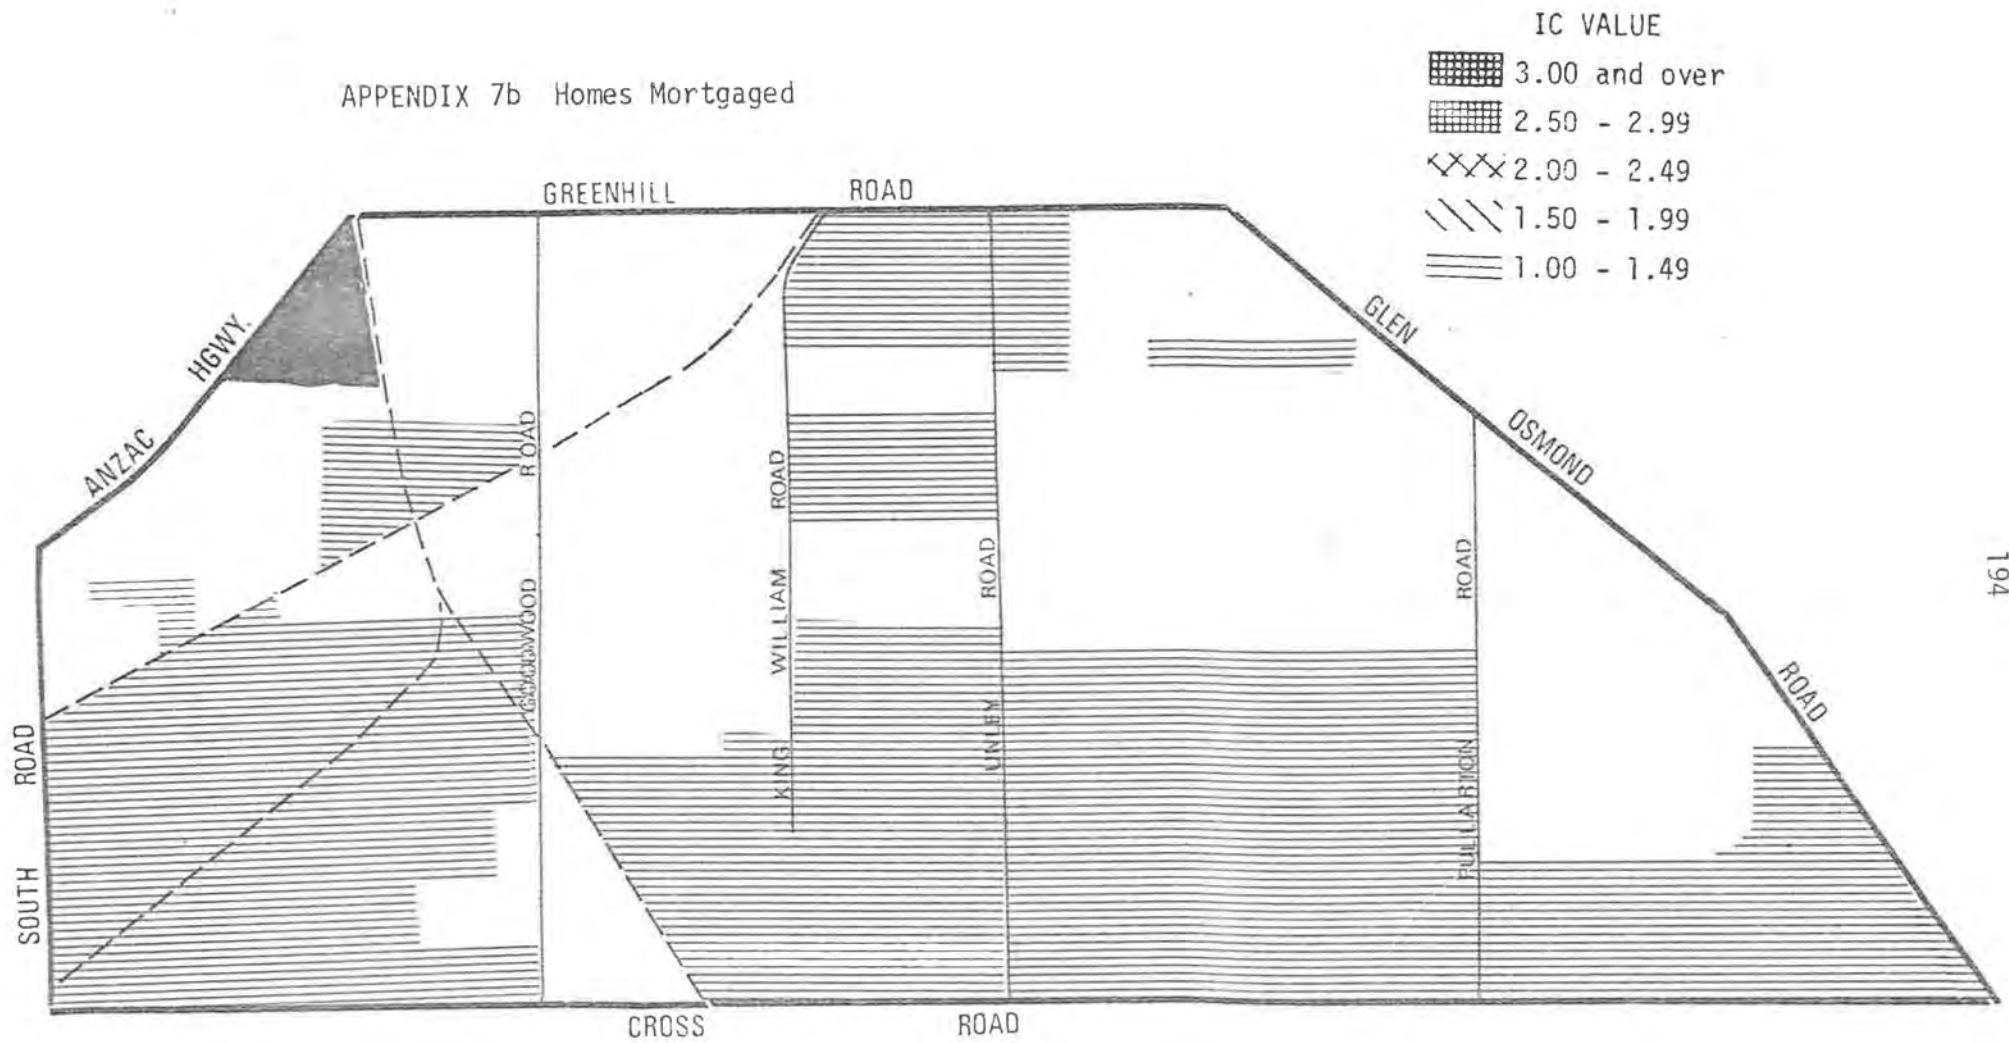 IC VALUE
3.00 and over
2.50 - 2.99
2.00 - 2.49
1.50 - 1.99
1.00 - 1.49
APPENDIX 7b Homes Mortgaged
GREENHILL ROAD
ANZAC HGWY.
GLEN OSMOND ROAD
GOODWOOD ROAD
KING WILLIAM ROAD
UNLEY ROAD
FULLARTON ROAD
SOUTH ROAD
CROSS ROAD
194